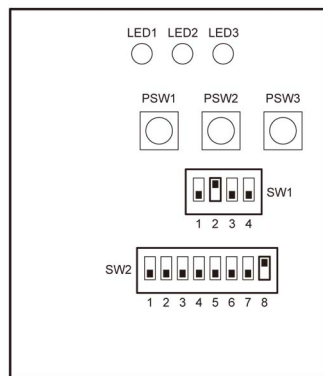 LED1 LED2 LED3
PSW1 PSW2 PSW3
SW1
1 2 3 4
SW2
1 2 3 4 5 6 7 8